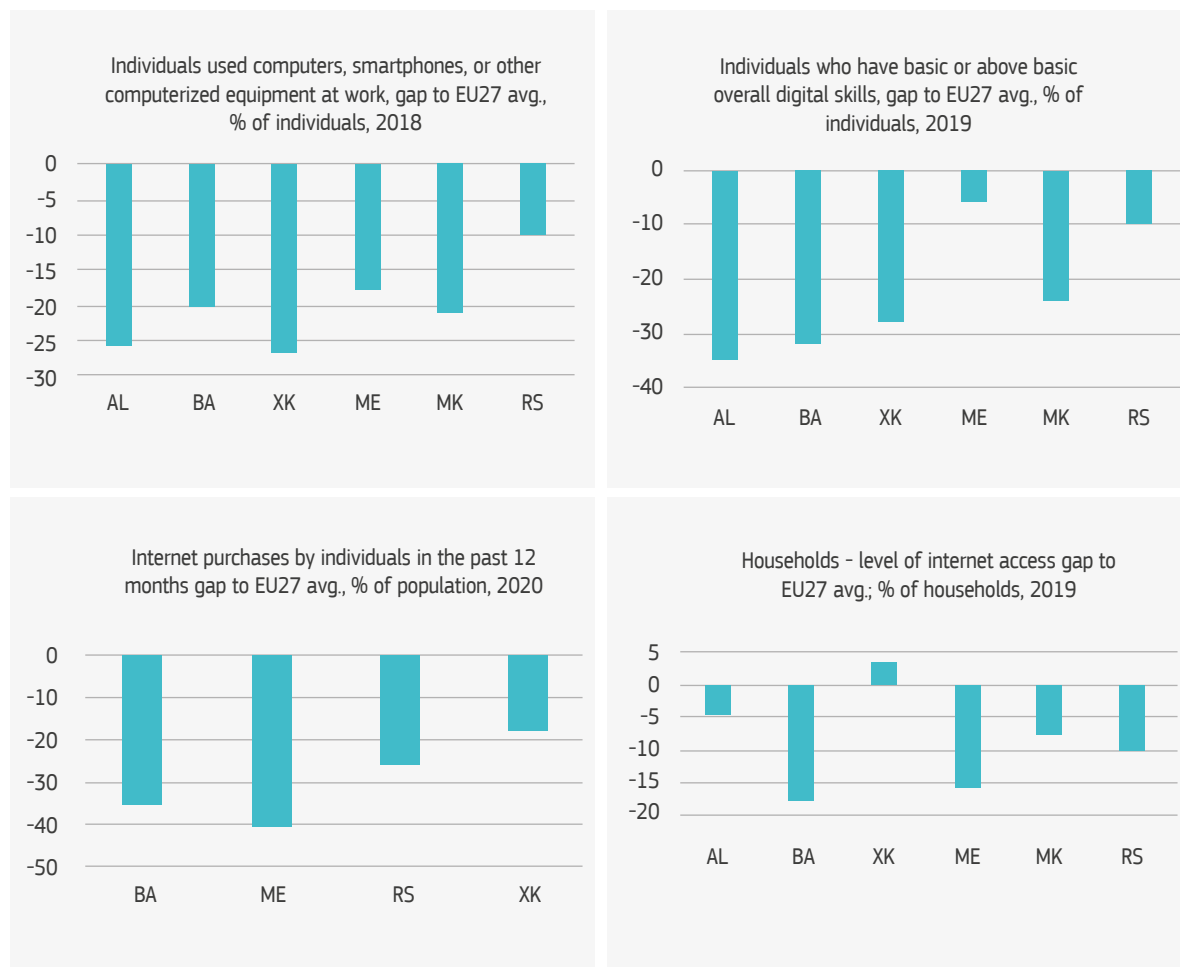 Individuals used computers, smartphones, or other
computerized equipment at work, gap to EU27 avg.,
% of individuals, 2018
0
-5
-10
-15
-20
-25
-30
AL BA XK ME MK RS
Individuals who have basic or above basic
overall digital skills, gap to EU27 avg., % of
individuals, 2019
0
-10
-20
-30
-40
AL BA XK ME MK RS
Internet purchases by individuals in the past 12
months gap to EU27 avg., % of population, 2020
0
-10
-20
-30
-40
-50
BA ME RS XK
Households - level of internet access gap to
EU27 avg.; % of households, 2019
5
0
-5
-10
-15
-20
AL BA XK ME MK RS